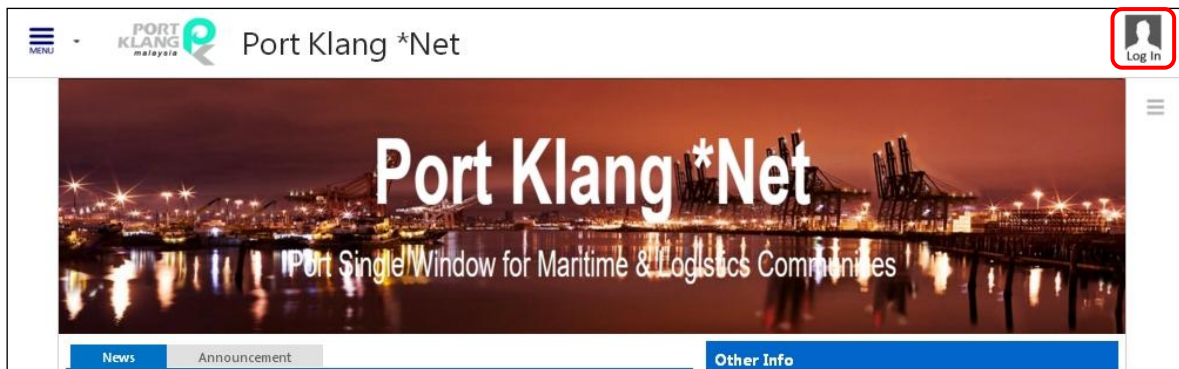 MENU
PORT
KLANG
malaysia
Port Klang *Net
Log In
Port Klang *Net
Port Single Window for Maritime & Logistics Communities
News
Announcement
Other Info